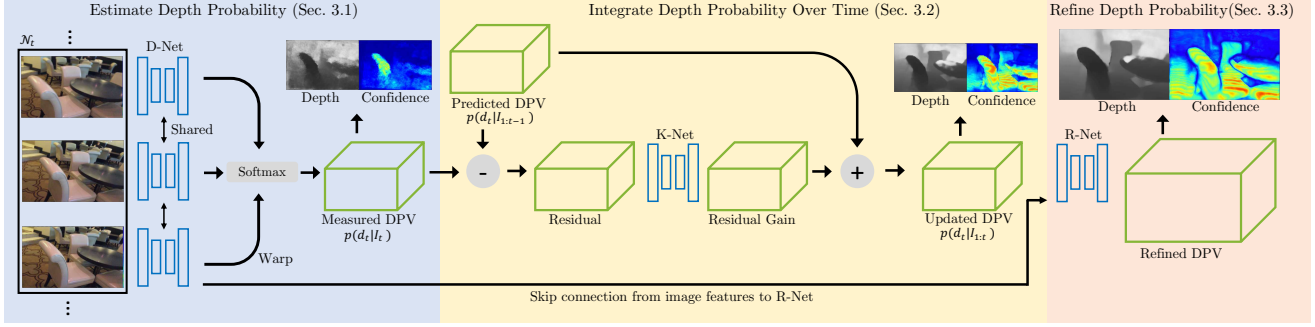 Estimate Depth Probability (Sec. 3.1)
𝒩t
D-Net
Shared
Softmax
Warp
Depth
Confidence
Measured DPV
p(dt|It)
Integrate Depth Probability Over Time (Sec. 3.2)
Predicted DPV
p(dt|I1:t−1)
-
Residual
K-Net
Residual Gain
+
Depth
Confidence
Updated DPV
p(dt|I1:t)
Skip connection from image features to R-Net
Refine Depth Probability(Sec. 3.3)
Depth
Confidence
R-Net
Refined DPV